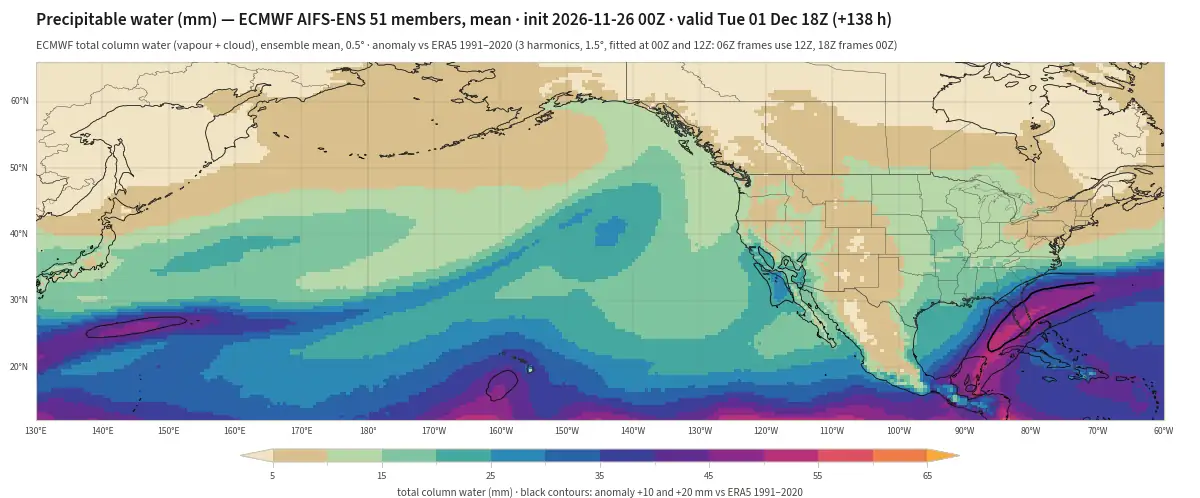 Precipitable water (mm) — ECMWF AIFS-ENS 51 members, mean · init 2026-11-26 00Z · valid Tue 01 Dec 18Z (+138 h)
ECMWF total column water (vapour + cloud), ensemble mean, 0.5° · anomaly vs ERA5 1991–2020 (3 harmonics, 1.5°, fitted at 00Z and 12Z: 06Z frames use 12Z, 18Z frames 00Z)
60°N
50°N
40°N
30°N
20°N
130°E 140°E 150°E 160°E 170°E 180° 170°W 160°W 150°W 140°W 130°W 120°W 110°W 100°W 90°W 80°W 70°W 60°W
5 15 25 35 45 55 65
total column water (mm) · black contours: anomaly +10 and +20 mm vs ERA5 1991–2020